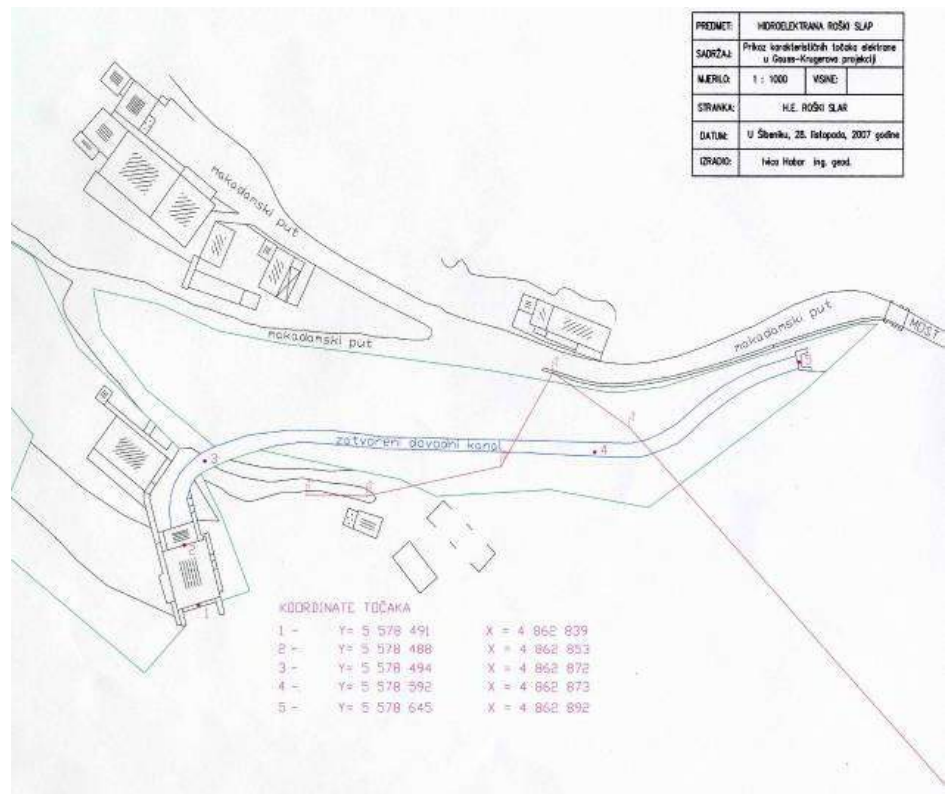 PREDMET: HIDROELEKTRANA ROŠKI SLAP
SADRŽAJ: Prikaz karakterističnih točaka elektrane
u Gauss-Krugerovo projekciji
MJERILO: 1 : 1000 VISINE:
STRANKA: H.E. ROŠKI SLAP
DATUM: U Šibeniku, 28. listopada, 2007 godine
IZRADIO: Ivica Habor ing. geod.
makadamski put
makadamski put
makadamski put
MOST
5
zatvoreni dovodni kanal
4
3
2
1
KOORDINATE TOČAKA
1 - Y= 5 578 491 X = 4 862 839
2 - Y= 5 578 488 X = 4 862 853
3 - Y= 5 578 494 X = 4 862 872
4 - Y= 5 578 592 X = 4 862 873
5 - Y= 5 578 645 X = 4 862 892